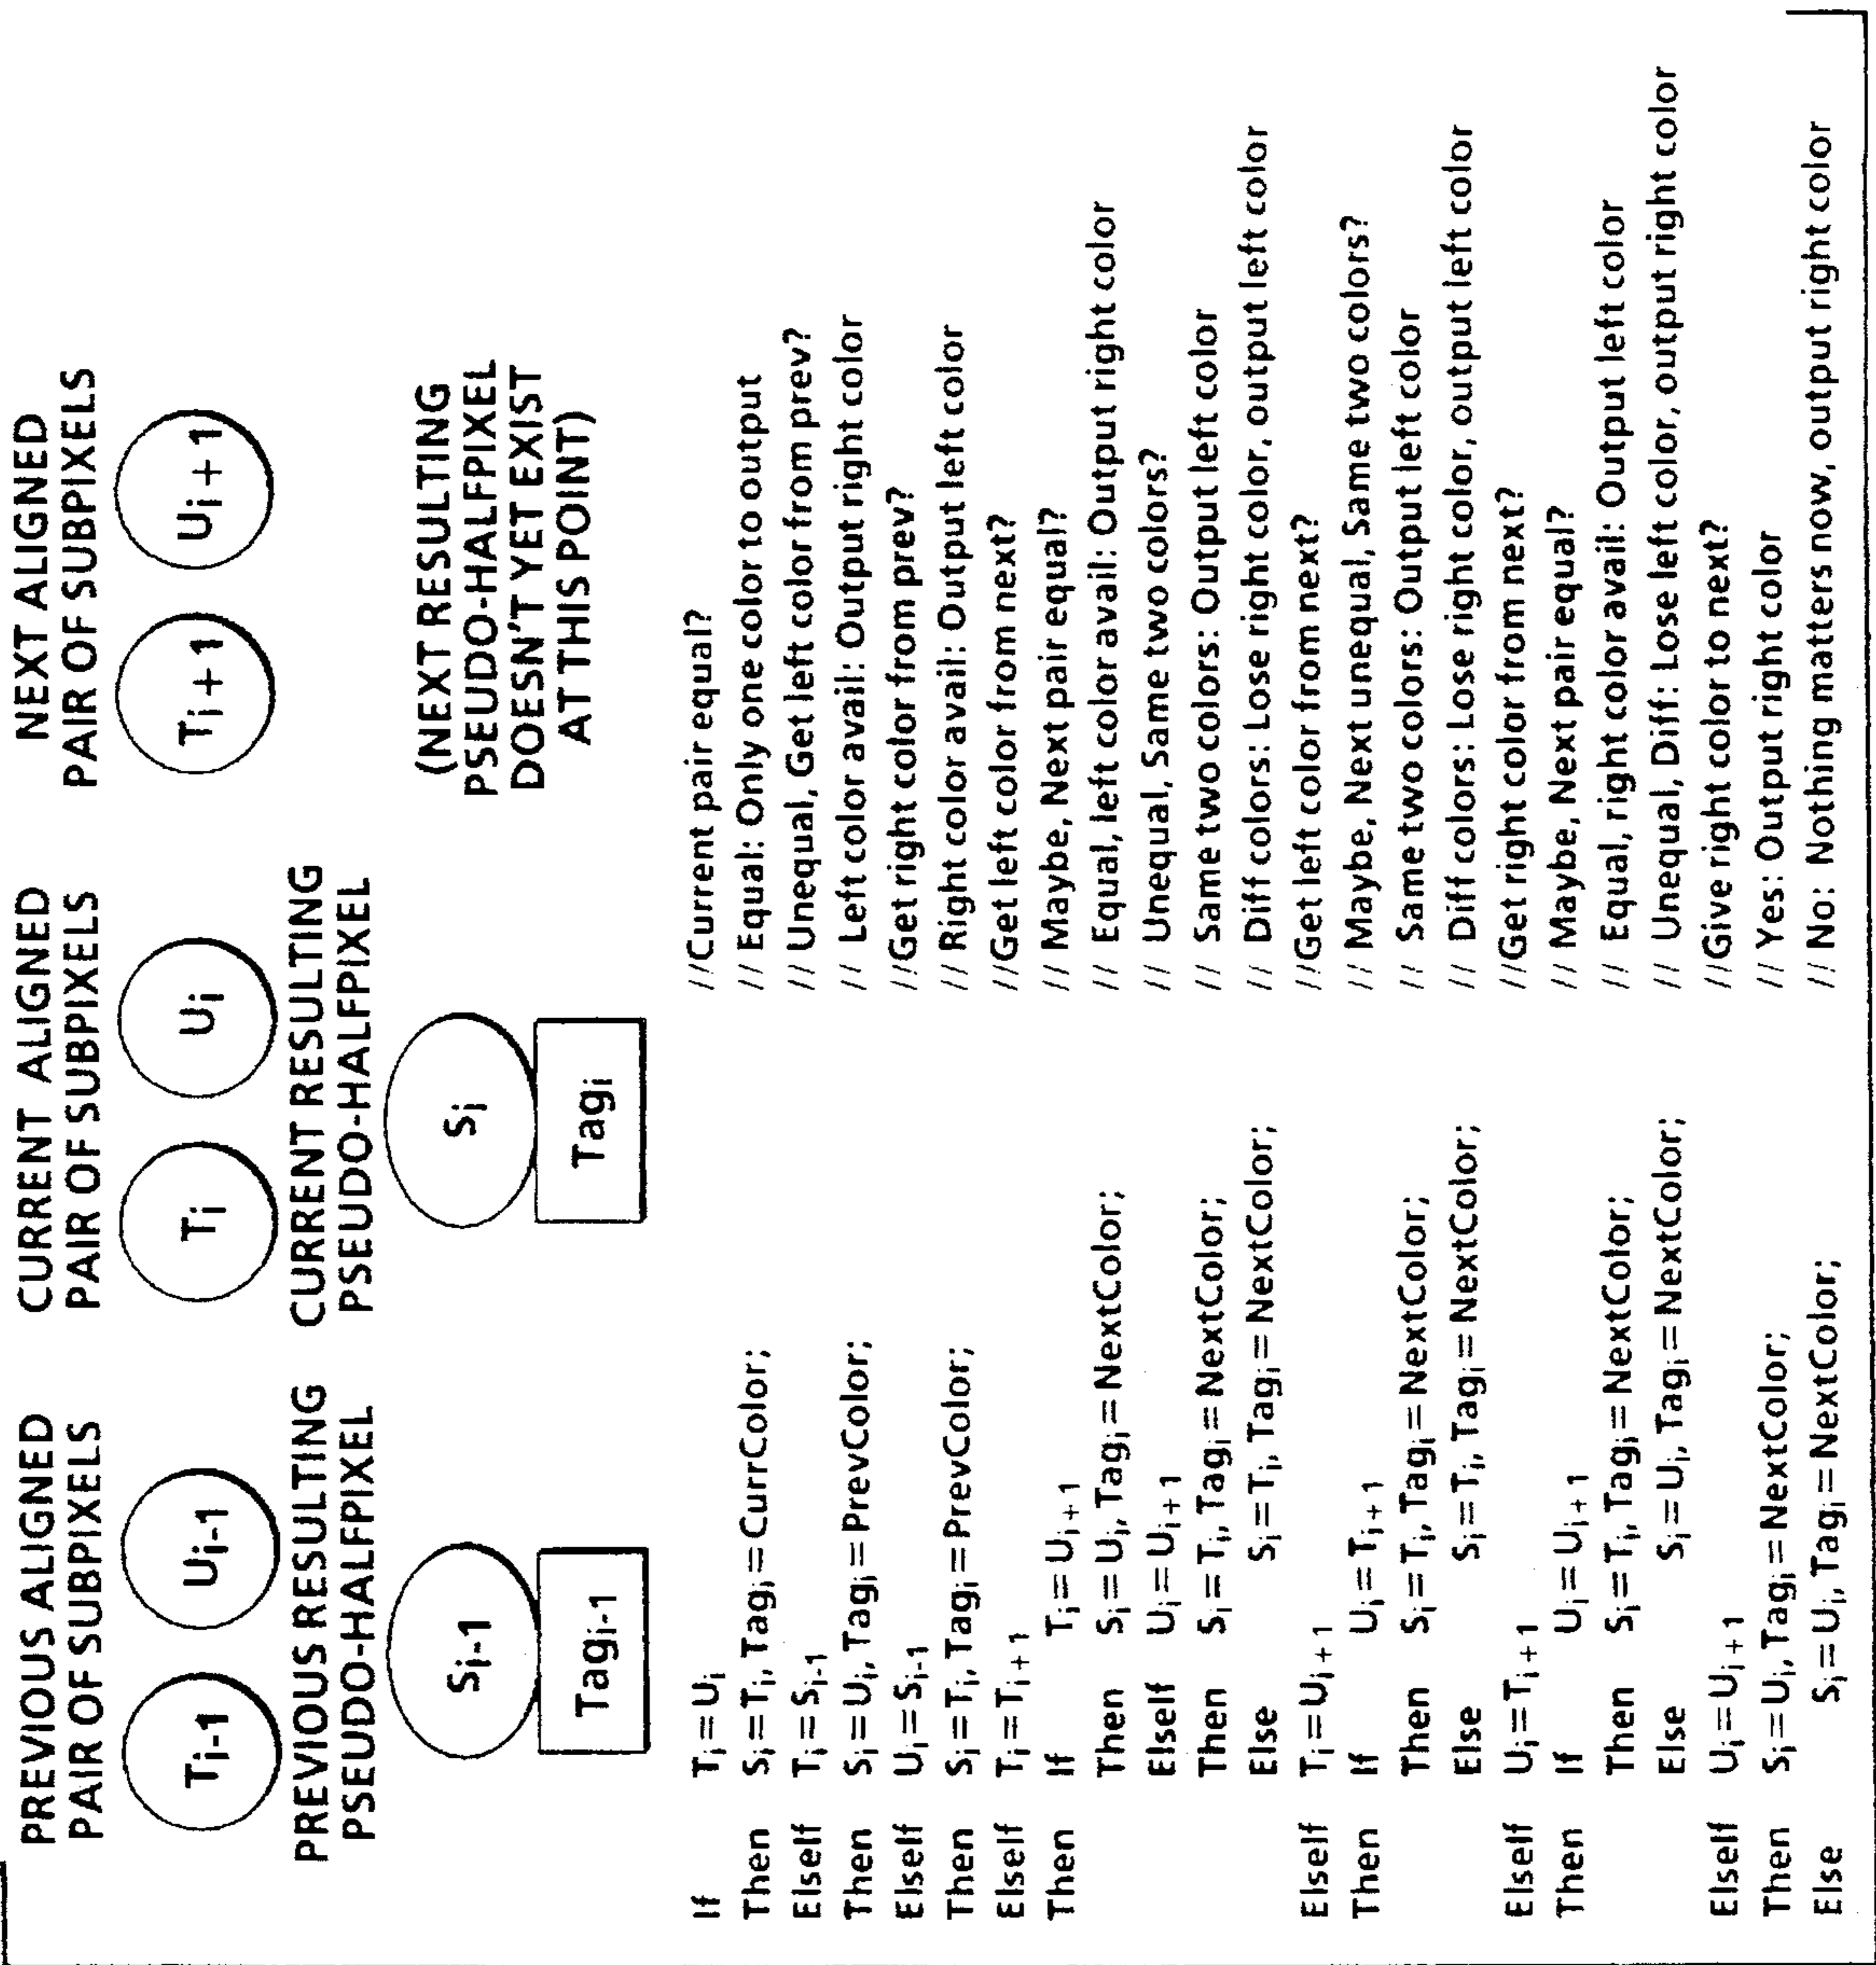 PREVIOUS ALIGNED
PAIR OF SUBPIXELS
CURRENT ALIGNED
PAIR OF SUBPIXELS
NEXT ALIGNED
PAIR OF SUBPIXELS
Ti-1 Ui-1 Ti Ui Ti+1 Ui+1
PREVIOUS RESULTING
PSEUDO-HALFPIXEL
CURRENT RESULTING
PSEUDO-HALFPIXEL
(NEXT RESULTING
PSEUDO-HALFPIXEL
DOESN'T YET EXIST
AT THIS POINT)
Si-1 Si
Tagi-1 Tagi
If Ti=Ui //Current pair equal?
Then Si=Ti, Tagi=CurrColor; // Equal: Only one color to output
Elself Ti=Si-1 // Unequal, Get left color from prev?
Then Si=Ui, Tagi=PrevColor; // Left color avail: Output right color
Elself Ui=Si-1 //Get right color from prev?
Then Si=Ti, Tagi=PrevColor; // Right color avail: Output left color
Elself Ti=Ti+1 //Get left color from next?
Then If Ti=Ui+1 // Maybe, Next pair equal?
Then Si=Ui, Tagi=NextColor; // Equal, left color avail: Output right color
Elself Ui=Ui+1 // Unequal, Same two colors?
Then Si=Ti, Tagi=NextColor; // Same two colors: Output left color
Else Si=Ti, Tagi=NextColor; // Diff colors: Lose right color, output left color
Elself Ti=Ui+1 //Get left color from next?
Then If Ui=Ti+1 // Maybe, Next unequal, Same two colors?
Then Si=Ti, Tagi=NextColor; // Same two colors: Output left color
Else Si=Ti, Tagi=NextColor; // Diff colors: Lose right color, output left color
Elself Ui=Ti+1 //Get right color from next?
Then If Ui=Ui+1 // Maybe, Next pair equal?
Then Si=Ti, Tagi=NextColor; // Equal, right color avail: Output left color
Else Si=Ui, Tagi=NextColor; // Unequal, Diff: Lose left color, output right color
Elself Ui=Ui+1 //Give right color to next?
Then Si=Ui, Tagi=NextColor; // Yes: Output right color
Else Si=Ui, Tagi=NextColor; // No: Nothing matters now, output right color